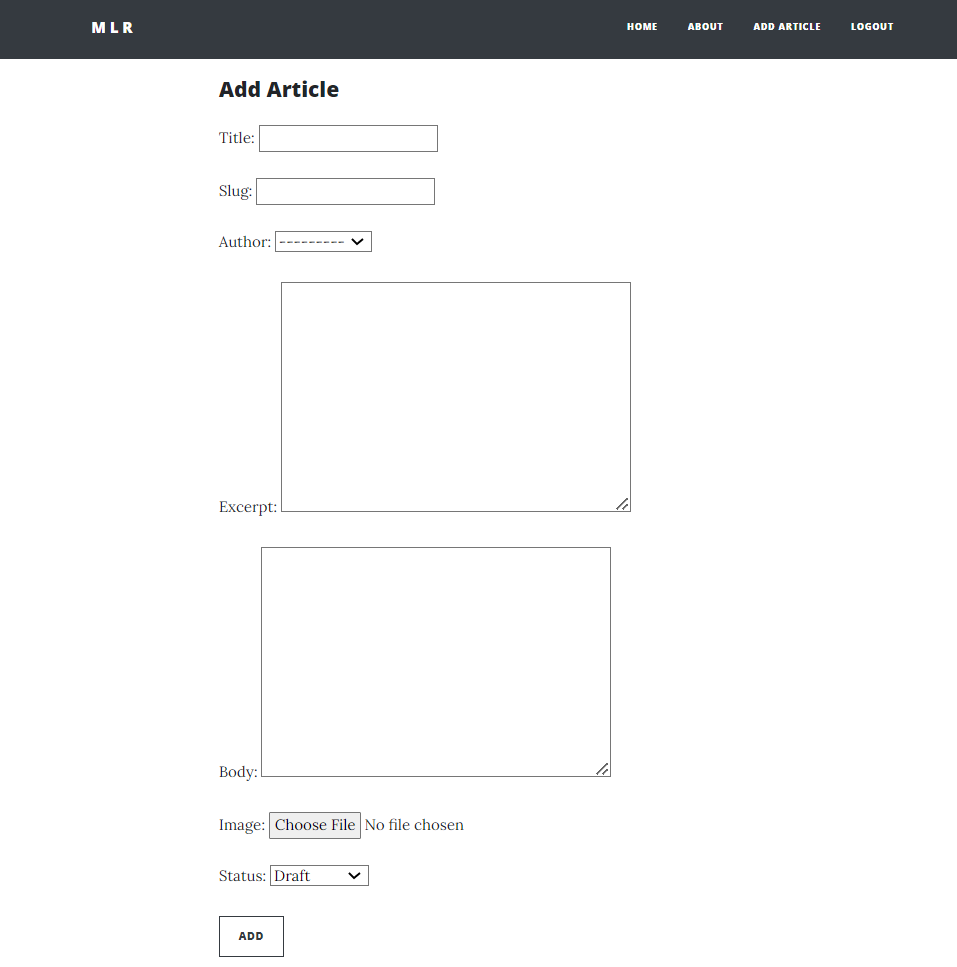 MLR HOME ABOUT ADD ARTICLE LOGOUT
Add Article
Title:
Slug:
Author: ---------
Excerpt:
Body:
Image: Choose File No file chosen
Status: Draft
ADD